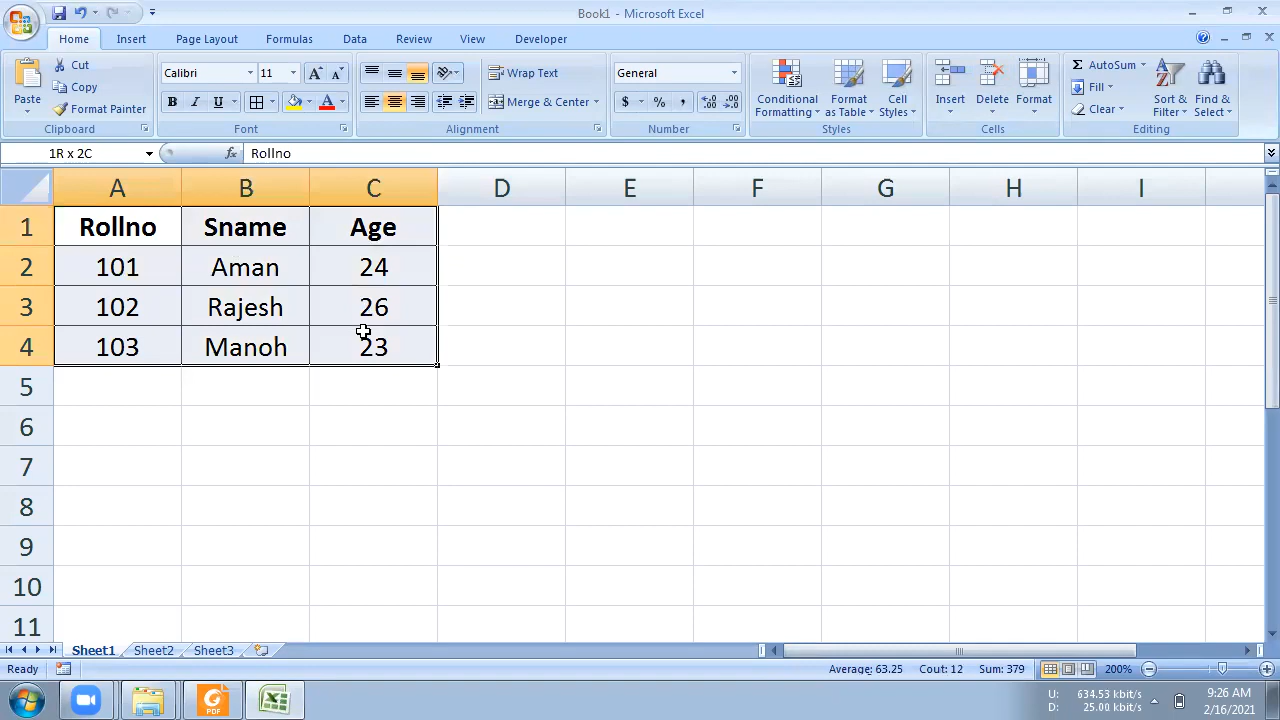 Book1 - Microsoft Excel
Home Insert Page Layout Formulas Data Review View Developer
Paste
Cut
Copy
Format Painter
Clipboard
Calibri 11
B I U
Font
Wrap Text
Merge & Center
Alignment
General
$ % ,
Number
Conditional Formatting
Format as Table
Cell Styles
Styles
Insert Delete Format
Cells
AutoSum
Fill
Clear
Sort & Filter
Find & Select
Editing
1R x 2C fx Rollno
A B C D E F G H I
1 Rollno Sname Age
2 101 Aman 24
3 102 Rajesh 26
4 103 Manoh 23
5
6
7
8
9
10
11
Sheet1 Sheet2 Sheet3
Ready Average: 63.25 Cout: 12 Sum: 379 200%
PDF
U: 634.53 kbit/s
D: 25.00 kbit/s
9:26 AM
2/16/2021